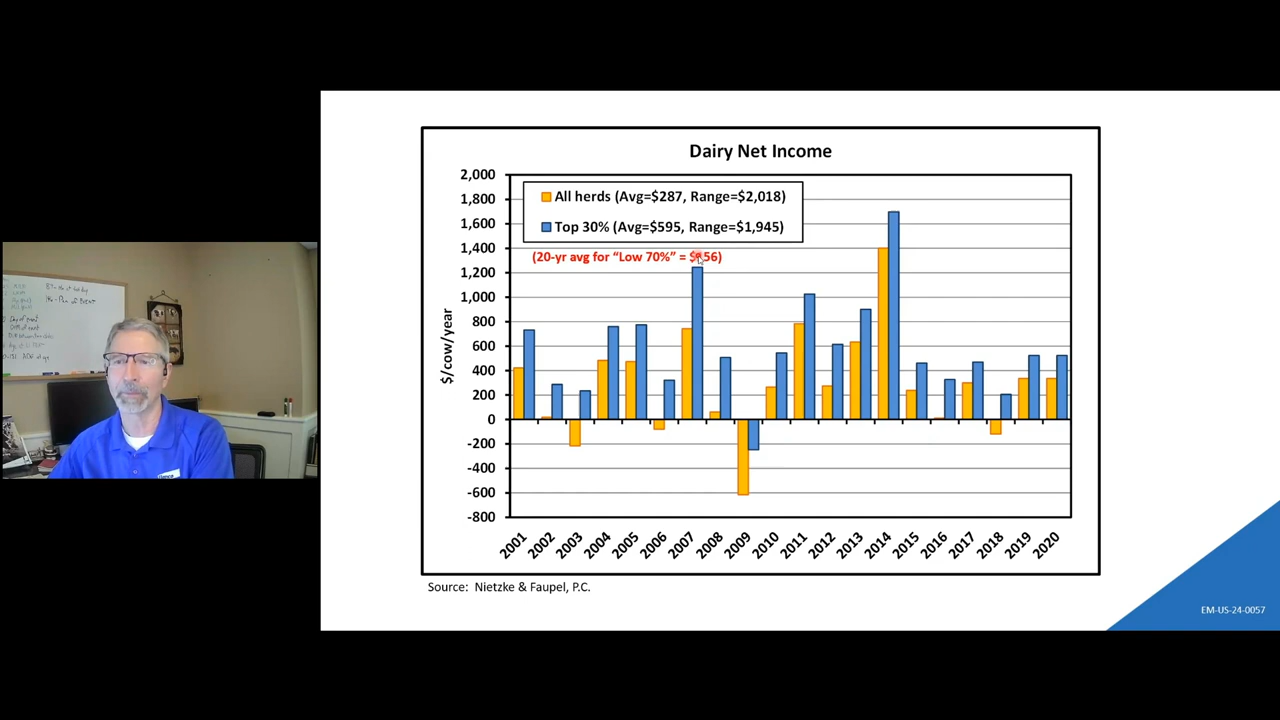 Dairy Net Income
2,000
1,800
1,600
1,400
1,200
1,000
800
600
400
200
0
-200
-400
-600
-800
$/cow/year
All herds (Avg=$287, Range=$2,018)
Top 30% (Avg=$595, Range=$1,945)
(20-yr avg for “Low 70%” =
2001 2002 2003 2004 2005 2006 2007 2008 2009 2010 2011 2012 2013 2014 2015 2016 2017 2018 2019 2020
Source: Nietzke & Faupel, P.C.
EM-US-24-0057